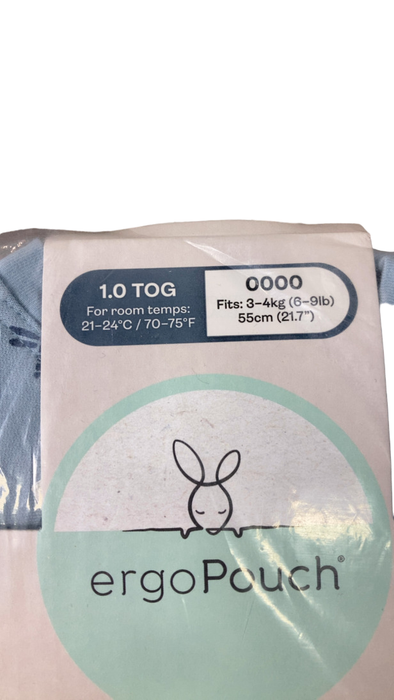 1.0 TOG
For room temps:
21–24°C / 70–75°F
0000
Fits: 3–4kg (6–9lb)
55cm (21.7")
ergoPouch®